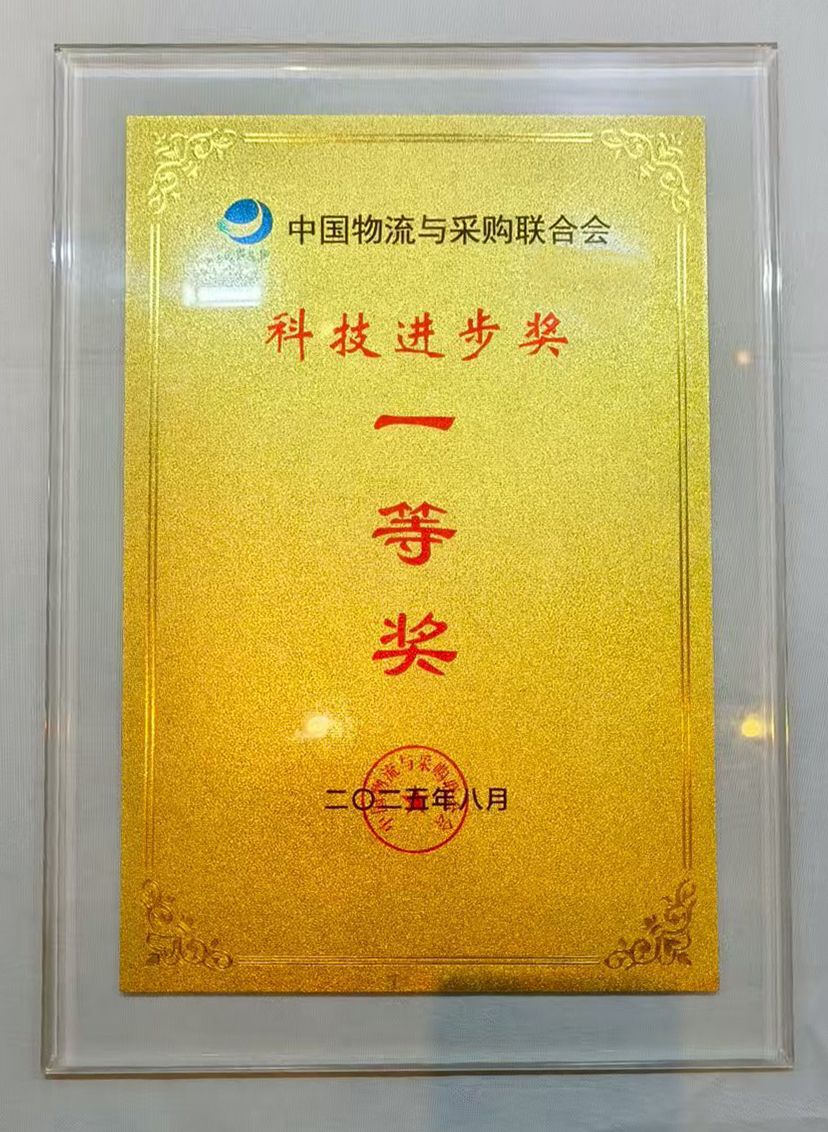 中国物流与采购联合会
科技进步奖
一
等
奖
二〇二五年八月